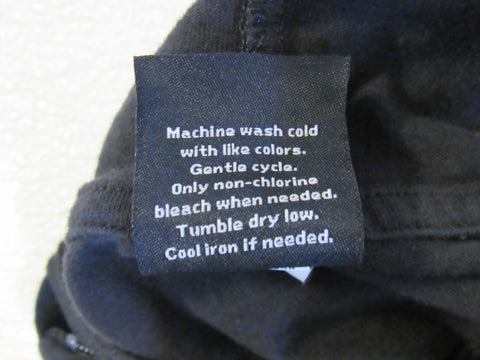 Machine wash cold
with like colors.
Gentle cycle.
Only non-chlorine
bleach when needed.
Tumble dry low.
Cool iron if needed.